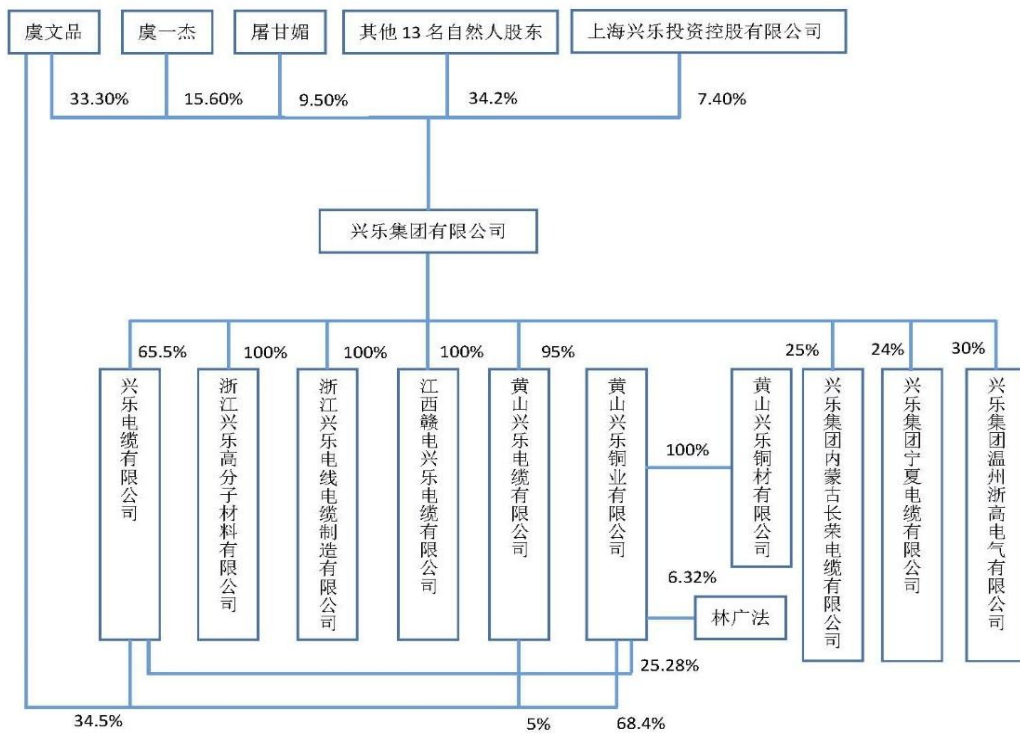 虞文品
虞一杰
屠甘媚
其他 13 名自然人股东
上海兴乐投资控股有限公司
33.30%
15.60%
9.50%
34.2%
7.40%
兴乐集团有限公司
65.5%
100%
100%
100%
95%
25%
24%
30%
兴乐电缆有限公司
浙江兴乐高分子材料有限公司
浙江兴乐电线电缆制造有限公司
江西赣电兴乐电缆有限公司
黄山兴乐电缆有限公司
黄山兴乐铜业有限公司
100%
黄山兴乐铜材有限公司
兴乐集团内蒙古长荣电缆有限公司
兴乐集团宁夏电缆有限公司
兴乐集团温州浙高电气有限公司
6.32%
林广法
25.28%
34.5%
5%
68.4%